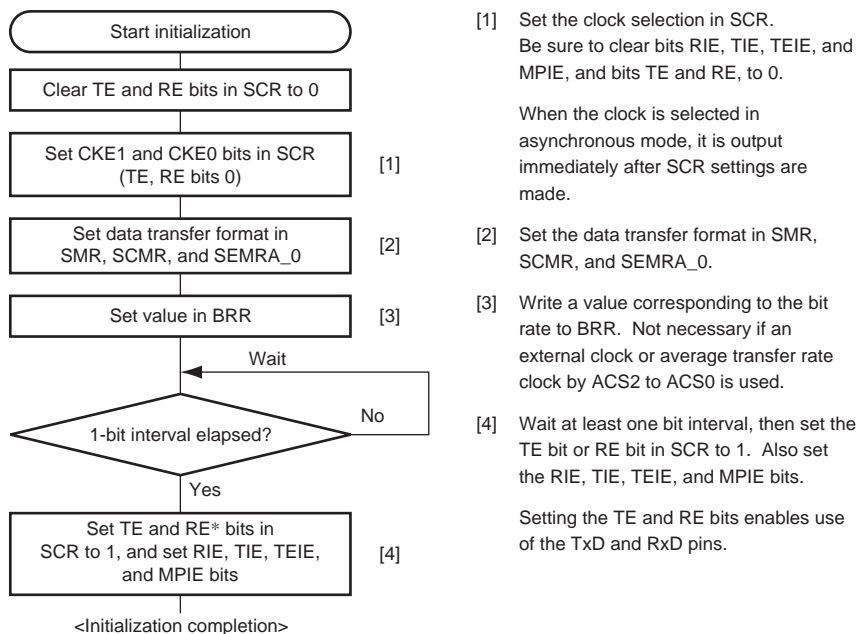 Start initialization
Clear TE and RE bits in SCR to 0
Set CKE1 and CKE0 bits in SCR
(TE, RE bits 0)
[1]
Set data transfer format in
SMR, SCMR, and SEMRA_0
[2]
Set value in BRR
[3]
Wait
1-bit interval elapsed?
No
Yes
Set TE and RE* bits in
SCR to 1, and set RIE, TIE, TEIE,
and MPIE bits
[4]
<Initialization completion>
[1] Set the clock selection in SCR.
Be sure to clear bits RIE, TIE, TEIE, and
MPIE, and bits TE and RE, to 0.
When the clock is selected in
asynchronous mode, it is output
immediately after SCR settings are
made.
[2] Set the data transfer format in SMR,
SCMR, and SEMRA_0.
[3] Write a value corresponding to the bit
rate to BRR. Not necessary if an
external clock or average transfer rate
clock by ACS2 to ACS0 is used.
[4] Wait at least one bit interval, then set the
TE bit or RE bit in SCR to 1. Also set
the RIE, TIE, TEIE, and MPIE bits.
Setting the TE and RE bits enables use
of the TxD and RxD pins.